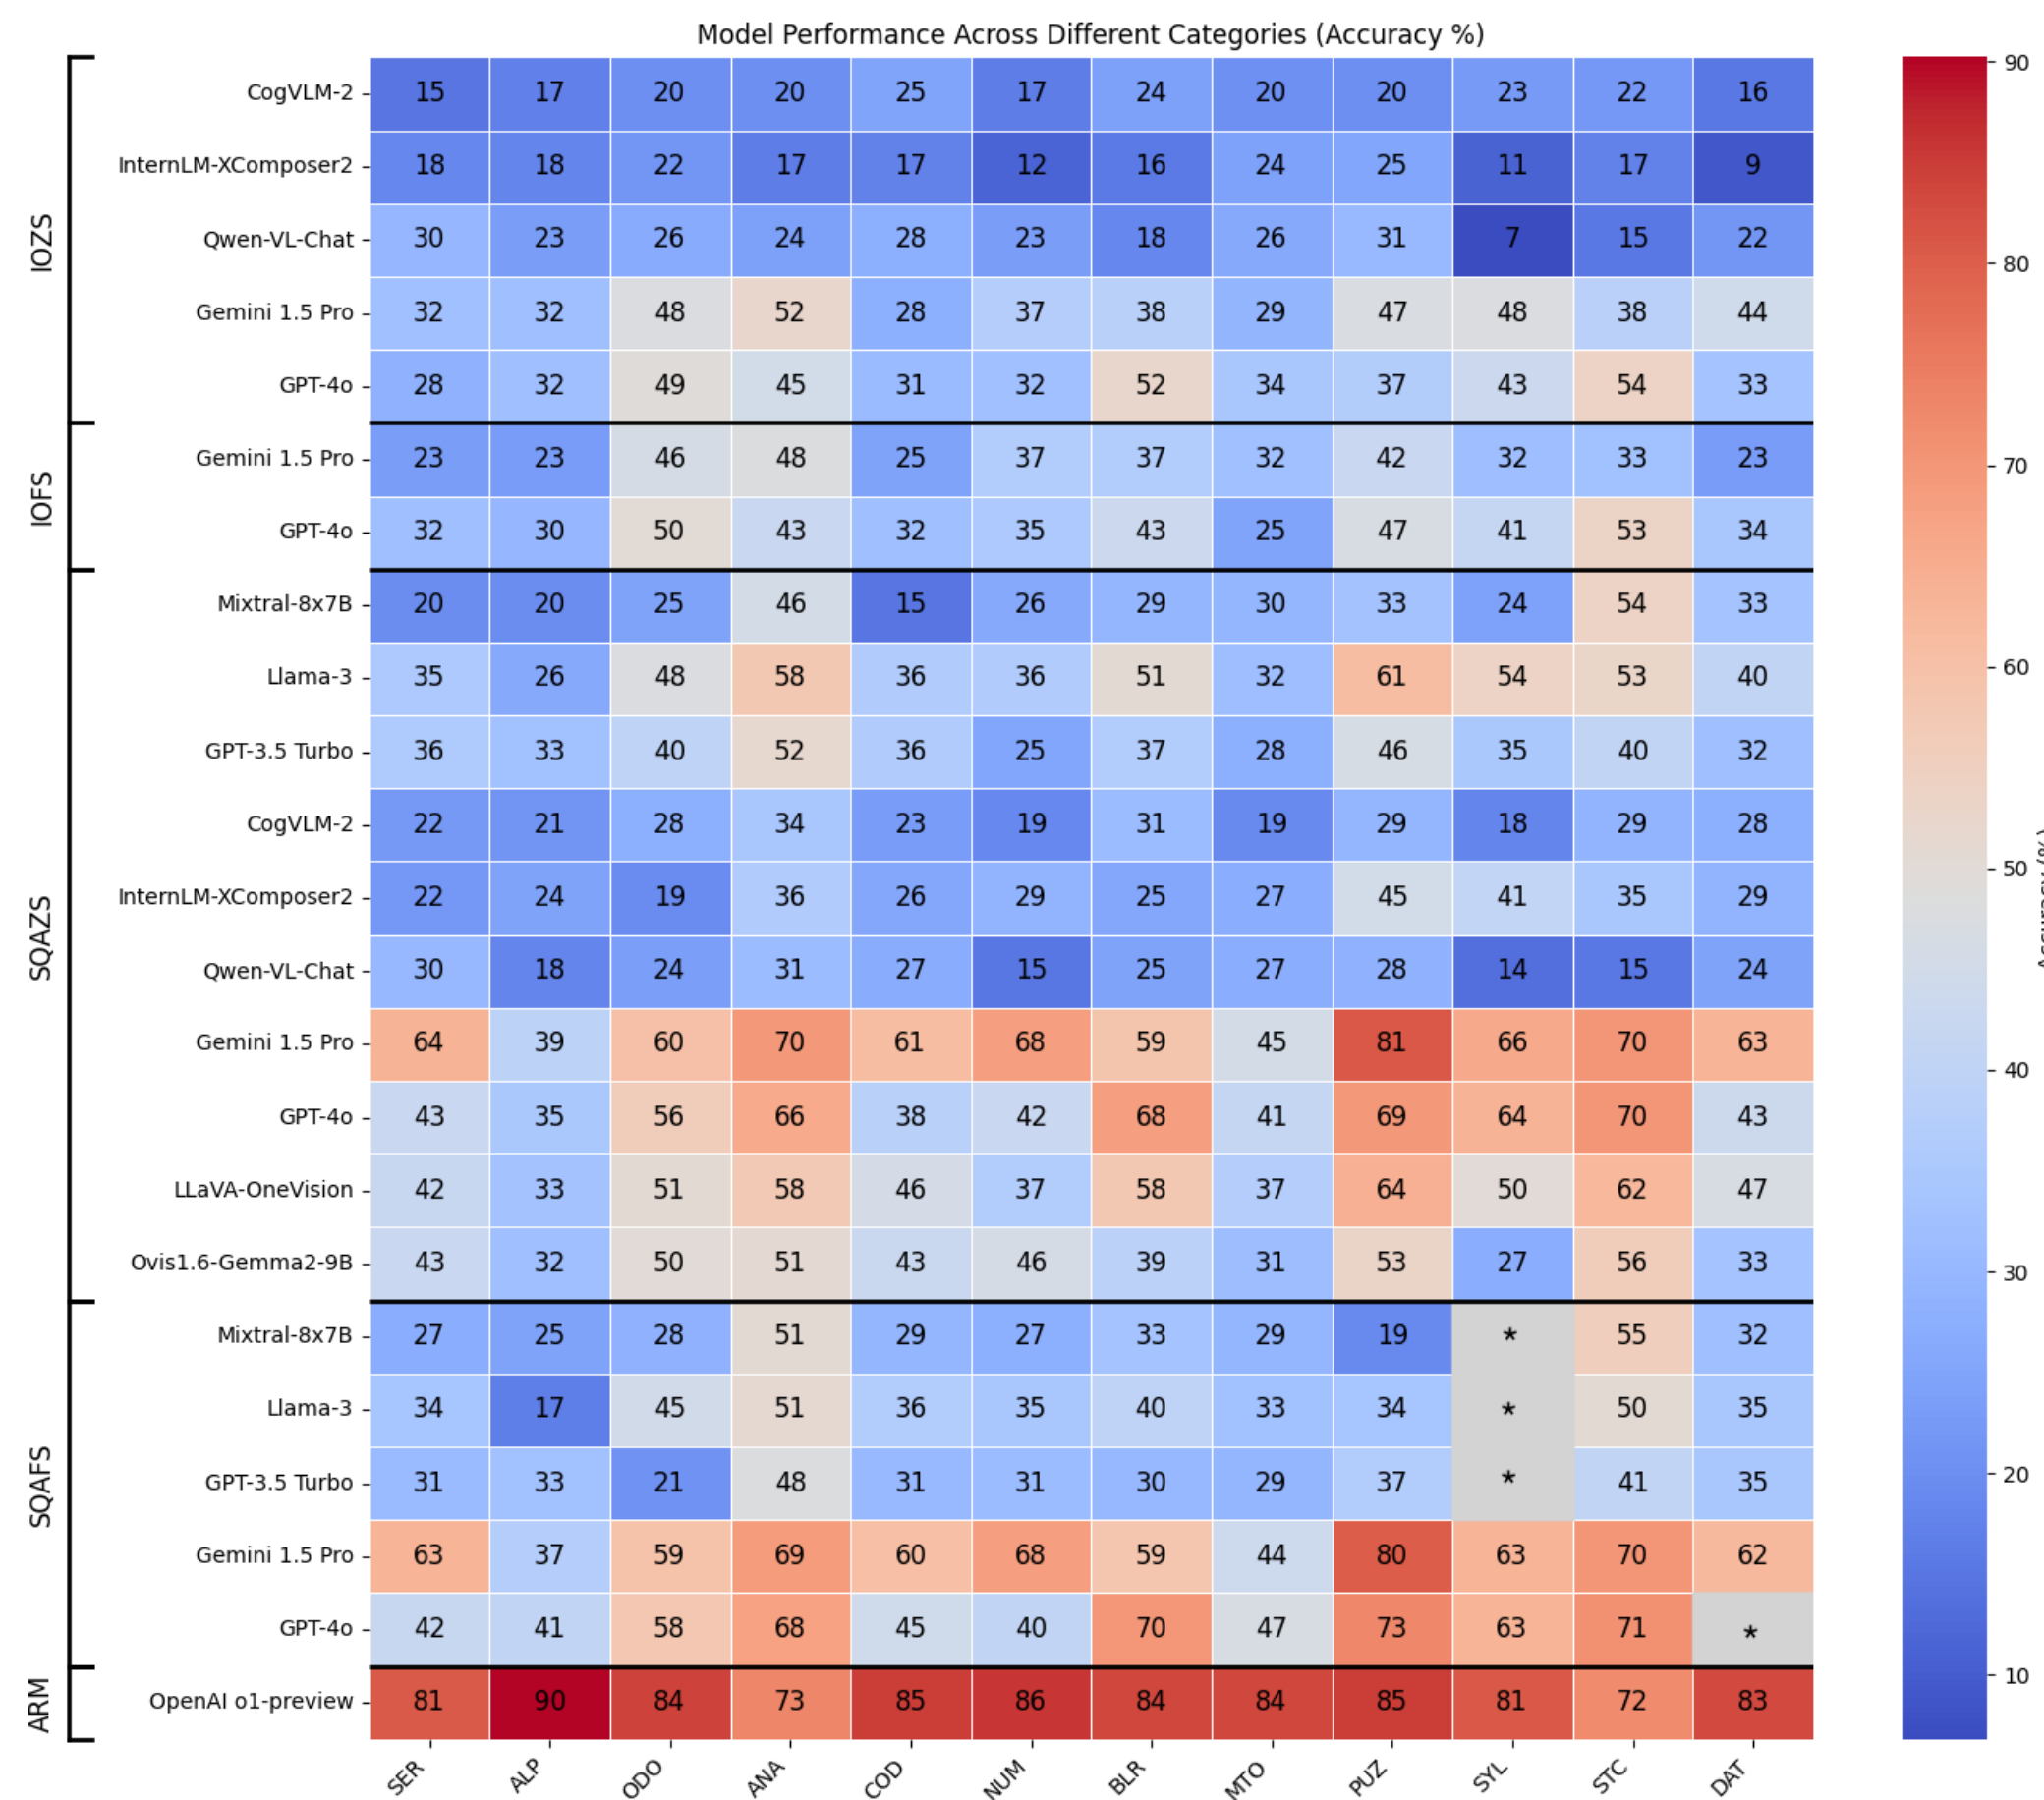 Model Performance Across Different Categories (Accuracy %)
IOZS
CogVLM-2 15 17 20 20 25 17 24 20 20 23 22 16
InternLM-XComposer2 18 18 22 17 17 12 16 24 25 11 17 9
Qwen-VL-Chat 30 23 26 24 28 23 18 26 31 7 15 22
Gemini 1.5 Pro 32 32 48 52 28 37 38 29 47 48 38 44
GPT-4o 28 32 49 45 31 32 52 34 37 43 54 33
IOFS
Gemini 1.5 Pro 23 23 46 48 25 37 37 32 42 32 33 23
GPT-4o 32 30 50 43 32 35 43 25 47 41 53 34
SQAZS
Mixtral-8x7B 20 20 25 46 15 26 29 30 33 24 54 33
Llama-3 35 26 48 58 36 36 51 32 61 54 53 40
GPT-3.5 Turbo 36 33 40 52 36 25 37 28 46 35 40 32
CogVLM-2 22 21 28 34 23 19 31 19 29 18 29 28
InternLM-XComposer2 22 24 19 36 26 29 25 27 45 41 35 29
Qwen-VL-Chat 30 18 24 31 27 15 25 27 28 14 15 24
Gemini 1.5 Pro 64 39 60 70 61 68 59 45 81 66 70 63
GPT-4o 43 35 56 66 38 42 68 41 69 64 70 43
LLaVA-OneVision 42 33 51 58 46 37 58 37 64 50 62 47
Ovis1.6-Gemma2-9B 43 32 50 51 43 46 39 31 53 27 56 33
SQAFS
Mixtral-8x7B 27 25 28 51 29 27 33 29 19 * 55 32
Llama-3 34 17 45 51 36 35 40 33 34 * 50 35
GPT-3.5 Turbo 31 33 21 48 31 31 30 29 37 * 41 35
Gemini 1.5 Pro 63 37 59 69 60 68 59 44 80 63 70 62
GPT-4o 42 41 58 68 45 40 70 47 73 63 71 *
ARM
OpenAI o1-preview 81 90 84 73 85 86 84 84 85 81 72 83
SER ALP ODO ANA COD NUM BLR MTO PUZ SYL STC DAT
90
80
70
60
50
40
30
20
10